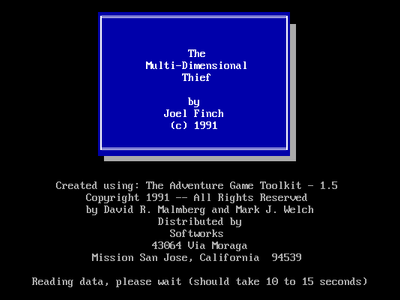 The
Multi-Dimensional
Thief
by
Joel Finch
(c) 1991
Created using: The Adventure Game Toolkit - 1.5
Copyright 1991 -- All Rights Reserved
by David R. Malmberg and Mark J. Welch
Distributed by
Softworks
43064 Via Moraga
Mission San Jose, California  94539
Reading data, please wait (should take 10 to 15 seconds)